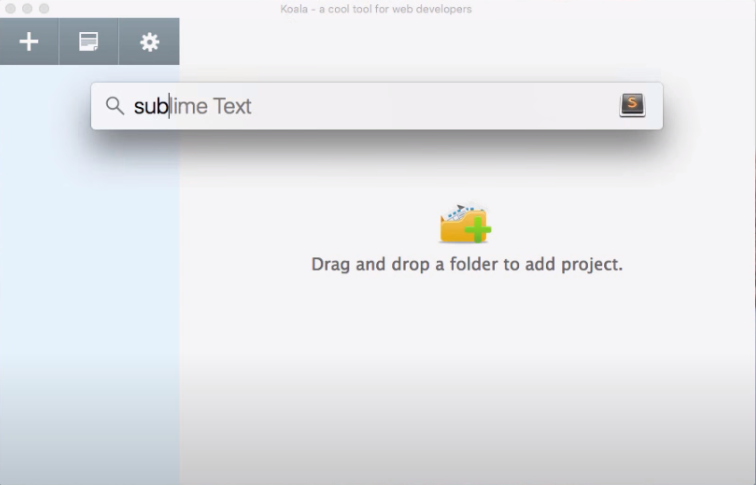 Koala - a cool tool for web developers
sublime Text
S
Drag and drop a folder to add project.